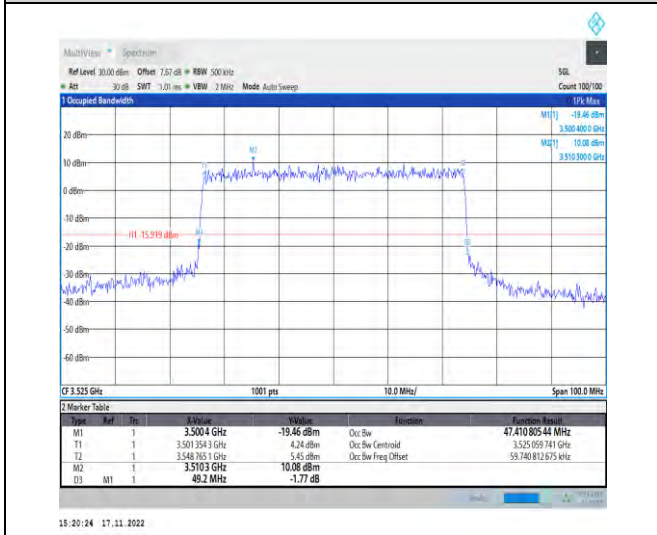 MultiView Spectrum
Ref Level 30.00 dBm Offset 7.67 dB RBW 500 kHz SGL
Att 30 dB SWT 1.01 ms VBW 2 MHz Mode Auto Sweep Count 100/100
1 Occupied Bandwidth 1Pk Max
M1[1] -19.46 dBm
3.500 400 0 GHz
M2[1] 10.08 dBm
3.510 300 0 GHz
20 dBm
M2
10 dBm
0 dBm
-10 dBm
H1 -15.919 dBm
-20 dBm
-30 dBm
-40 dBm
-50 dBm
-60 dBm
CF 3.525 GHz 1001 pts 10.0 MHz/ Span 100.0 MHz
2 Marker Table
Type Ref Trc X-Value Y-Value Function Function Result
M1 1 3.500 4 GHz -19.46 dBm Occ Bw 47.410 805 44 MHz
T1 1 3.501 354 3 GHz 4.24 dBm Occ Bw Centroid 3.525 059 741 GHz
T2 1 3.548 765 1 GHz 5.45 dBm Occ Bw Freq Offset 59.740 812 675 kHz
M2 1 3.510 3 GHz 10.08 dBm
D3 M1 1 49.2 MHz -1.77 dB
15:20:24 17.11.2022